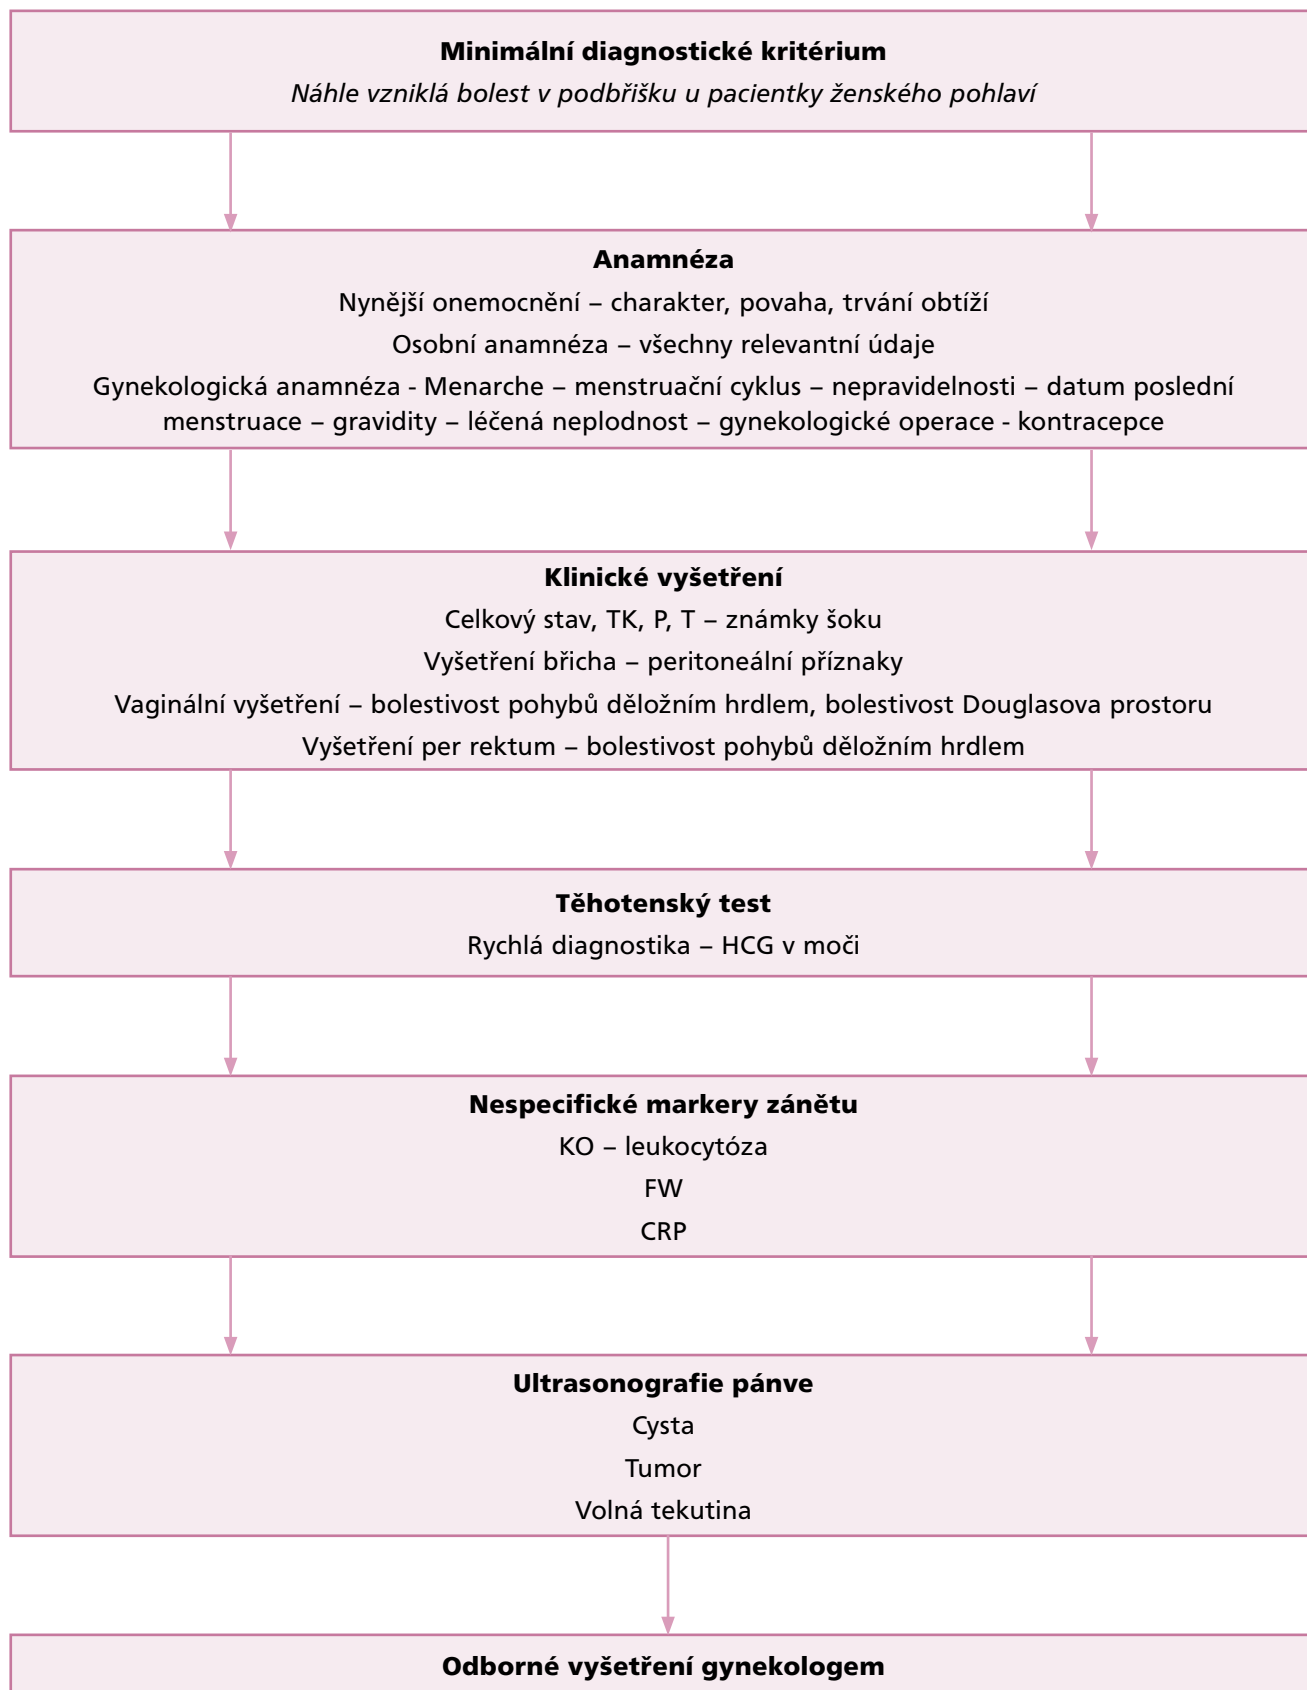 Minimální diagnostické kritérium
Náhle vzniklá bolest v podbřišku u pacientky ženského pohlaví
Anamnéza
Nynější onemocnění – charakter, povaha, trvání obtíží
Osobní anamnéza – všechny relevantní údaje
Gynekologická anamnéza - Menarche – menstruační cyklus – nepravidelnosti – datum poslední
menstruace – gravidity – léčená neplodnost – gynekologické operace - kontracepce
Klinické vyšetření
Celkový stav, TK, P, T – známky šoku
Vyšetření břicha – peritoneální příznaky
Vaginální vyšetření – bolestivost pohybů děložním hrdlem, bolestivost Douglasova prostoru
Vyšetření per rektum – bolestivost pohybů děložním hrdlem
Těhotenský test
Rychlá diagnostika – HCG v moči
Nespecifické markery zánětu
KO – leukocytóza
FW
CRP
Ultrasonografie pánve
Cysta
Tumor
Volná tekutina
Odborné vyšetření gynekologem